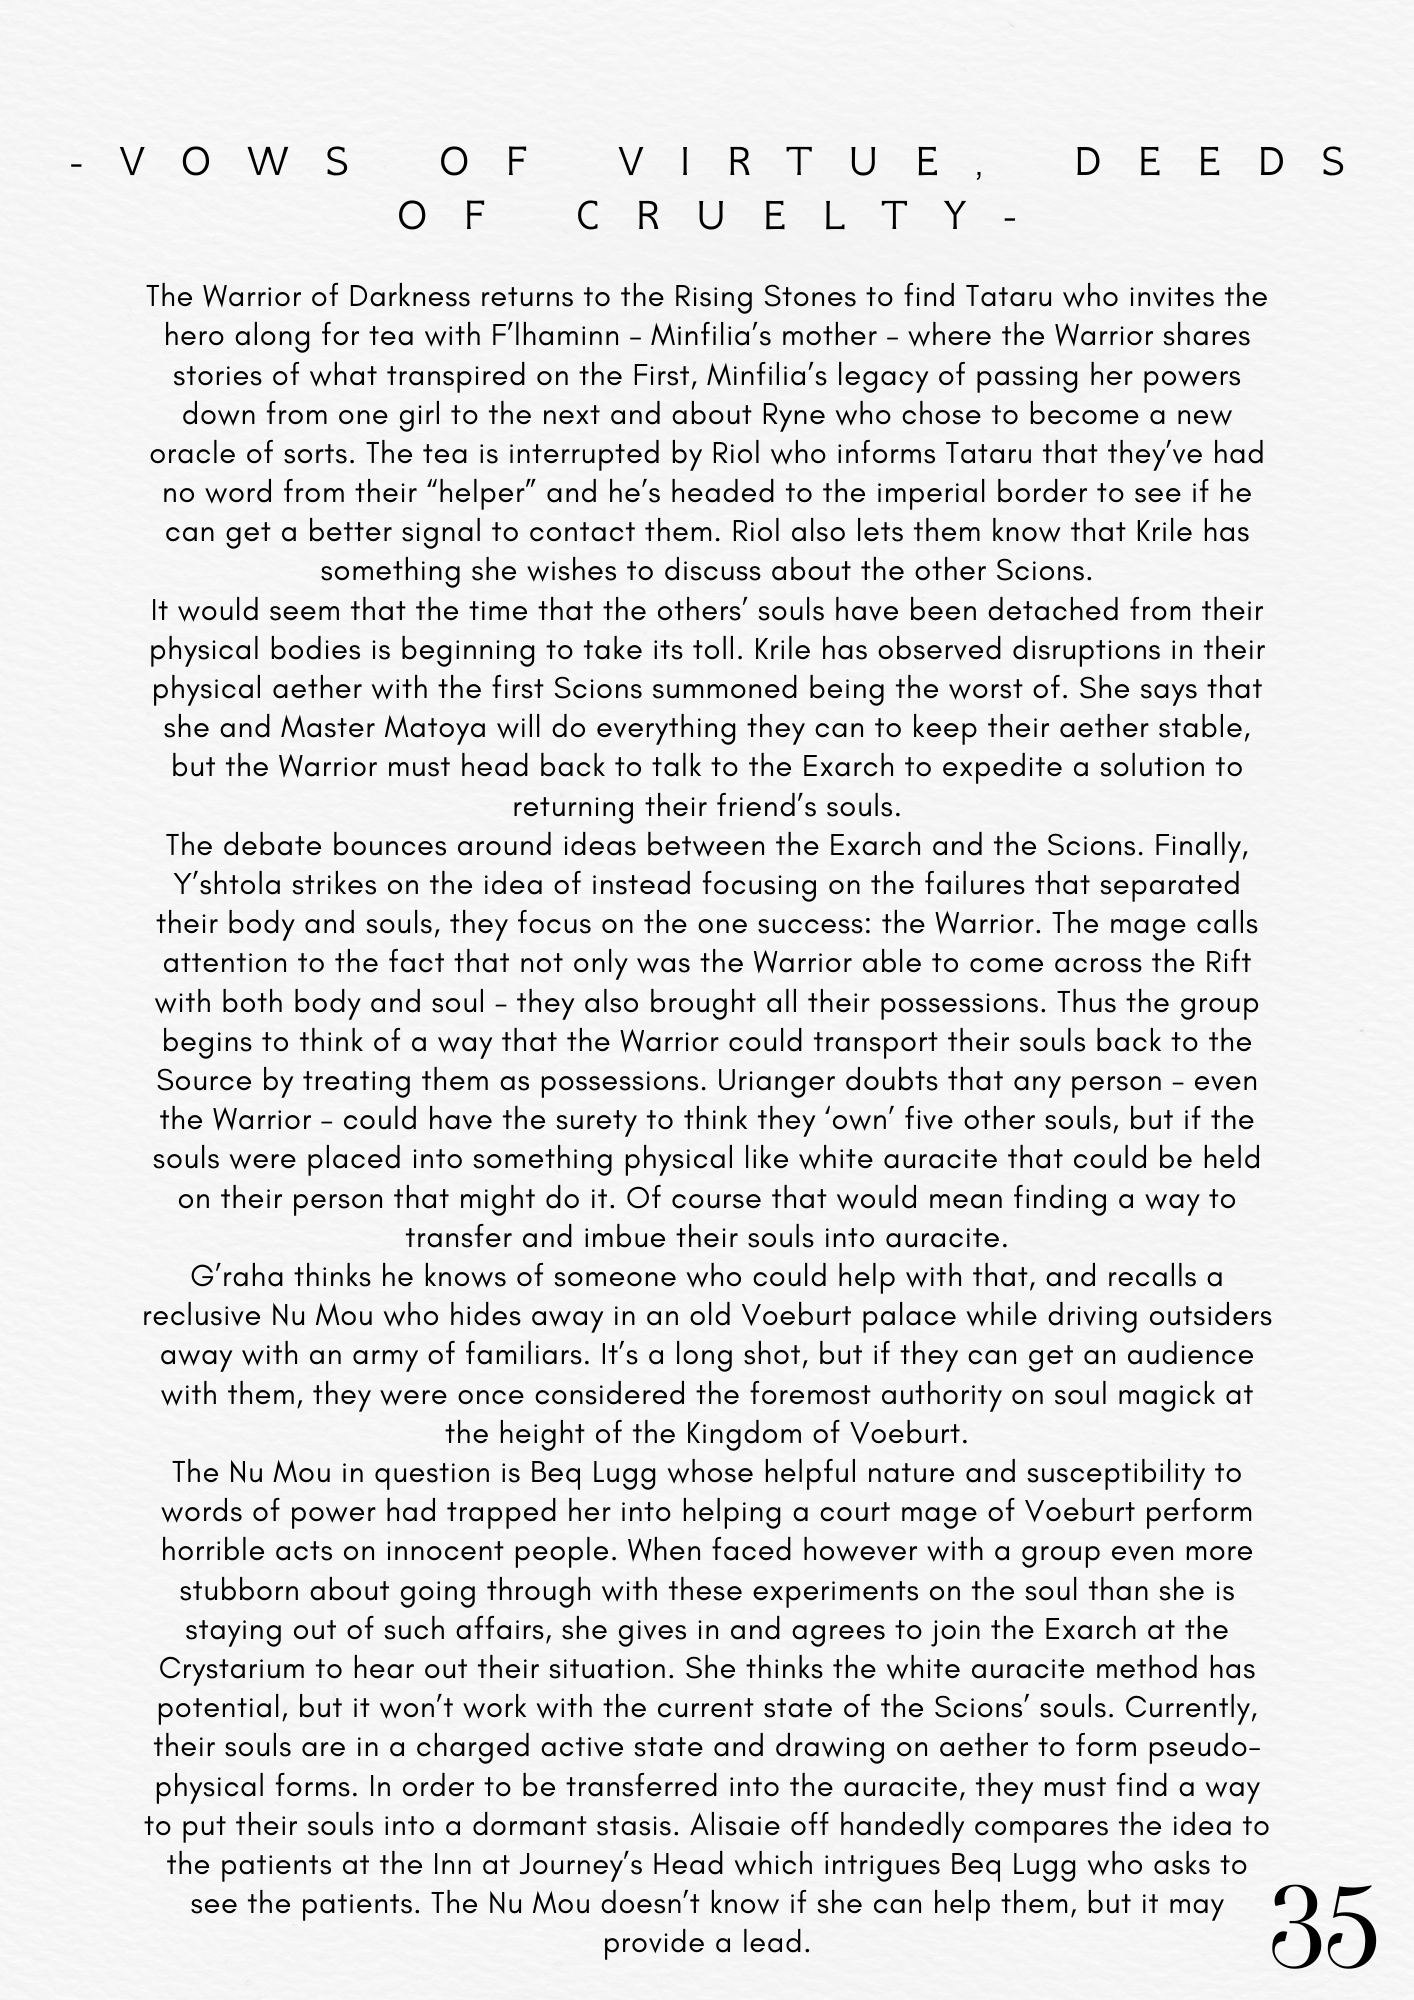 - VOWS OF VIRTUE, DEEDS
OF CRUELTY -
The Warrior of Darkness returns to the Rising Stones to find Tataru who invites the
hero along for tea with F’lhaminn – Minfilia’s mother – where the Warrior shares
stories of what transpired on the First, Minfilia’s legacy of passing her powers
down from one girl to the next and about Ryne who chose to become a new
oracle of sorts. The tea is interrupted by Riol who informs Tataru that they’ve had
no word from their “helper” and he’s headed to the imperial border to see if he
can get a better signal to contact them. Riol also lets them know that Krile has
something she wishes to discuss about the other Scions.
It would seem that the time that the others’ souls have been detached from their
physical bodies is beginning to take its toll. Krile has observed disruptions in their
physical aether with the first Scions summoned being the worst of. She says that
she and Master Matoya will do everything they can to keep their aether stable,
but the Warrior must head back to talk to the Exarch to expedite a solution to
returning their friend’s souls.
The debate bounces around ideas between the Exarch and the Scions. Finally,
Y’shtola strikes on the idea of instead focusing on the failures that separated
their body and souls, they focus on the one success: the Warrior. The mage calls
attention to the fact that not only was the Warrior able to come across the Rift
with both body and soul – they also brought all their possessions. Thus the group
begins to think of a way that the Warrior could transport their souls back to the
Source by treating them as possessions. Urianger doubts that any person – even
the Warrior – could have the surety to think they ‘own’ five other souls, but if the
souls were placed into something physical like white auracite that could be held
on their person that might do it. Of course that would mean finding a way to
transfer and imbue their souls into auracite.
G’raha thinks he knows of someone who could help with that, and recalls a
reclusive Nu Mou who hides away in an old Voeburt palace while driving outsiders
away with an army of familiars. It’s a long shot, but if they can get an audience
with them, they were once considered the foremost authority on soul magick at
the height of the Kingdom of Voeburt.
The Nu Mou in question is Beq Lugg whose helpful nature and susceptibility to
words of power had trapped her into helping a court mage of Voeburt perform
horrible acts on innocent people. When faced however with a group even more
stubborn about going through with these experiments on the soul than she is
staying out of such affairs, she gives in and agrees to join the Exarch at the
Crystarium to hear out their situation. She thinks the white auracite method has
potential, but it won’t work with the current state of the Scions’ souls. Currently,
their souls are in a charged active state and drawing on aether to form pseudo-
physical forms. In order to be transferred into the auracite, they must find a way
to put their souls into a dormant stasis. Alisaie off handedly compares the idea to
the patients at the Inn at Journey’s Head which intrigues Beq Lugg who asks to
see the patients. The Nu Mou doesn’t know if she can help them, but it may
provide a lead.
35